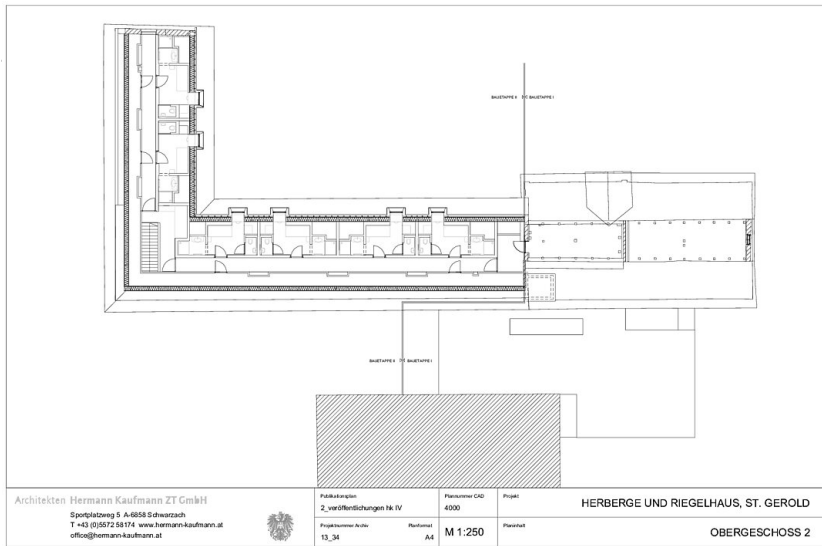 BAUETAPPE II BAUETAPPE I
BAUETAPPE II BAUETAPPE I
Architekten Hermann Kaufmann ZT GmbH
Sportplatzweg 5 A-6858 Schwarzach
T +43 (0)5572 58174 www.hermann-kaufmann.at
office@hermann-kaufmann.at
Publikationsplan
2_veröffentlichungen hk IV
Projektnummer Archiv Planformat
13_34 A4
Plannummer CAD
4000
M 1:250
Projekt
HERBERGE UND RIEGELHAUS, ST. GEROLD
Planinhalt
OBERGESCHOSS 2